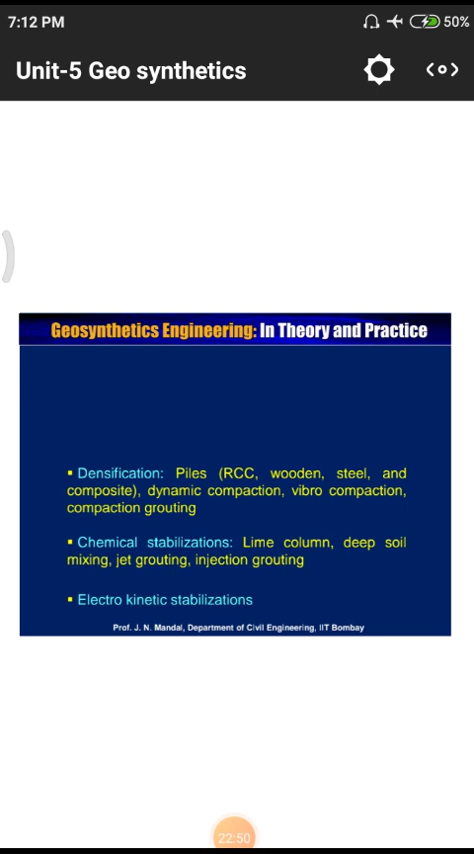 7:12 PM
50%
Unit-5 Geo synthetics
Geosynthetics Engineering: In Theory and Practice
▪ Densification: Piles (RCC, wooden, steel, and
composite), dynamic compaction, vibro compaction,
compaction grouting
▪ Chemical stabilizations: Lime column, deep soil
mixing, jet grouting, injection grouting
▪ Electro kinetic stabilizations
Prof. J. N. Mandal, Department of Civil Engineering, IIT Bombay
22:50